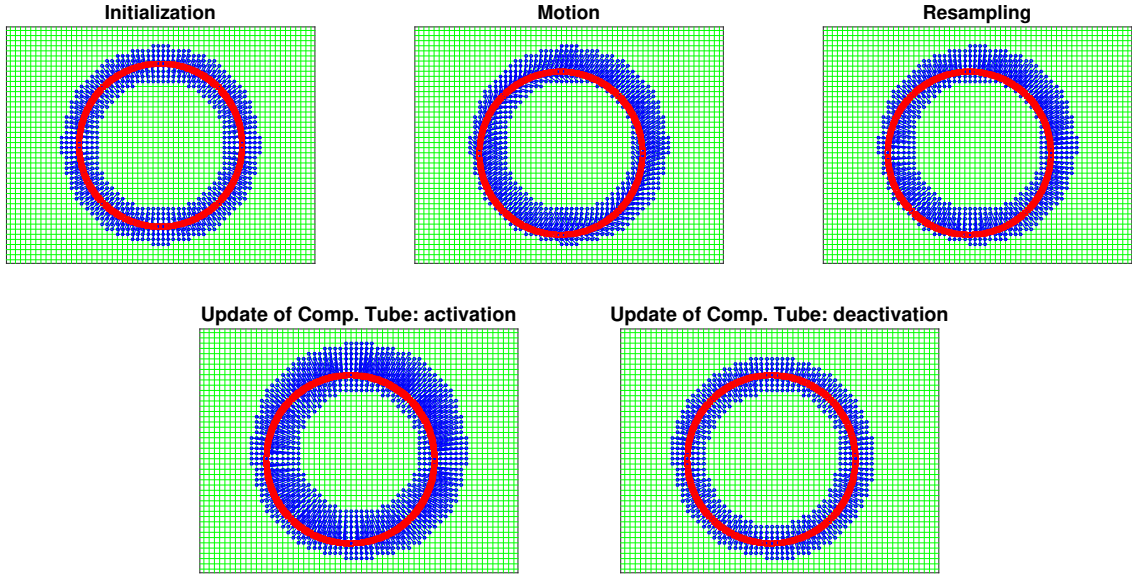 Initialization
Motion
Resampling
Update of Comp. Tube: activation
Update of Comp. Tube: deactivation